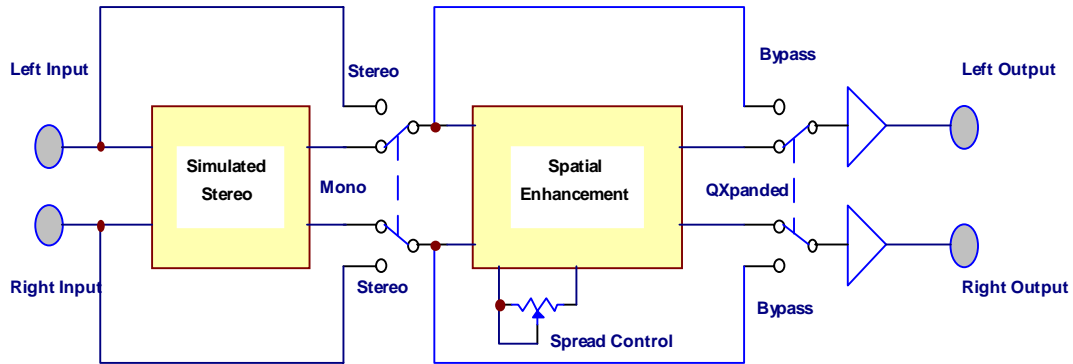 Left Input
Stereo
Bypass
Left Output
Simulated
Stereo
Mono
Spatial
Enhancement
QXpanded
Right Input
Stereo
Bypass
Right Output
Spread Control